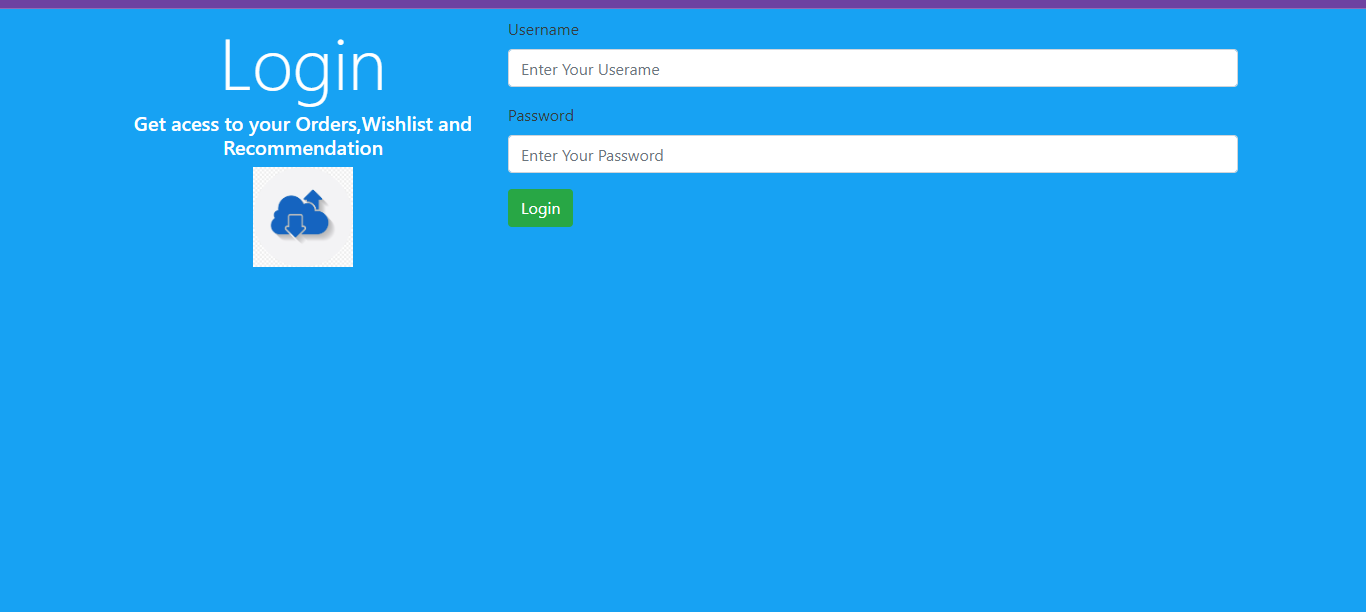 Login
Get acess to your Orders,Wishlist and
Recommendation
Username
Enter Your Userame
Password
Enter Your Password
Login